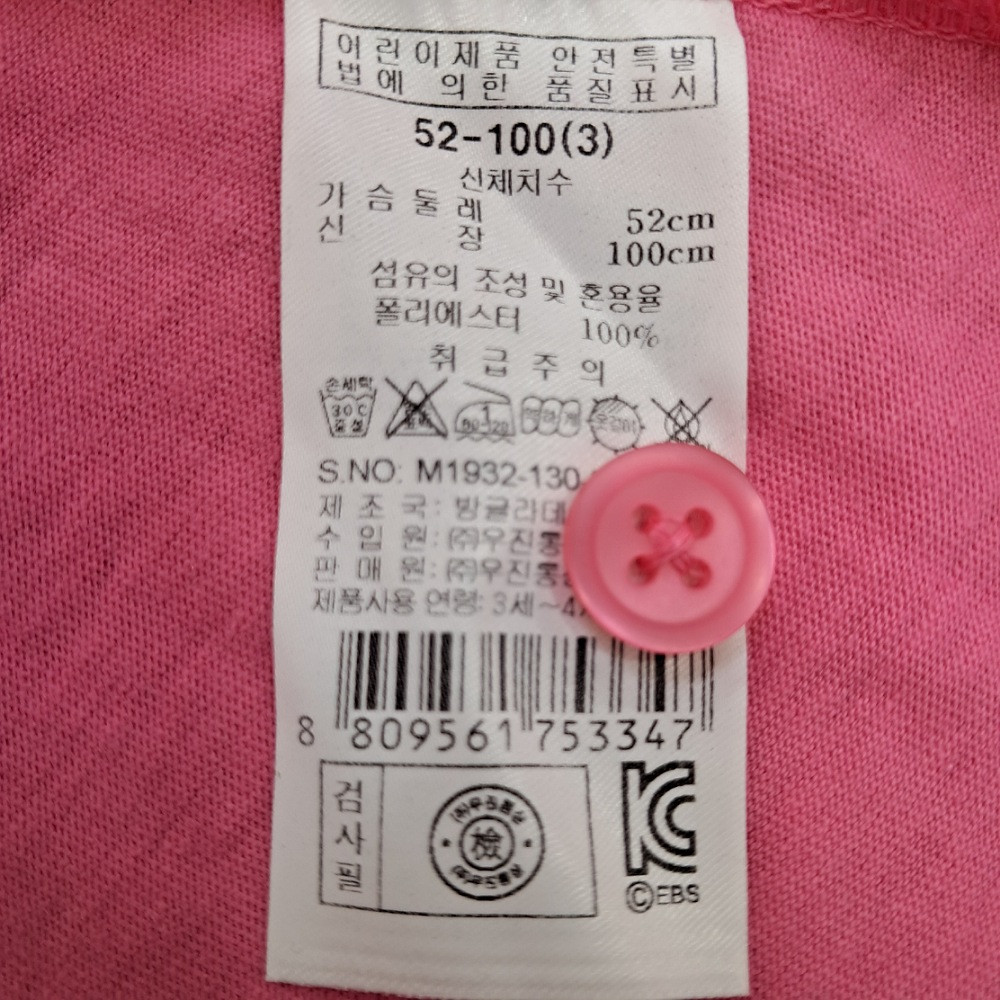 어린이제품 안전특별
법에 의한 품질표시
52-100(3)
신체치수
가슴둘레 52cm
신장 100cm
섬유의 조성 및 혼용율
폴리에스터 100%
취급주의
손세탁
30℃
중성
S.NO: M1932-130-
제조국: 방글라데
수입원: (주)우진통
판매원: (주)우진통
제품사용 연령: 3세~4
8 809561 753347
검사필
檢
©EBS